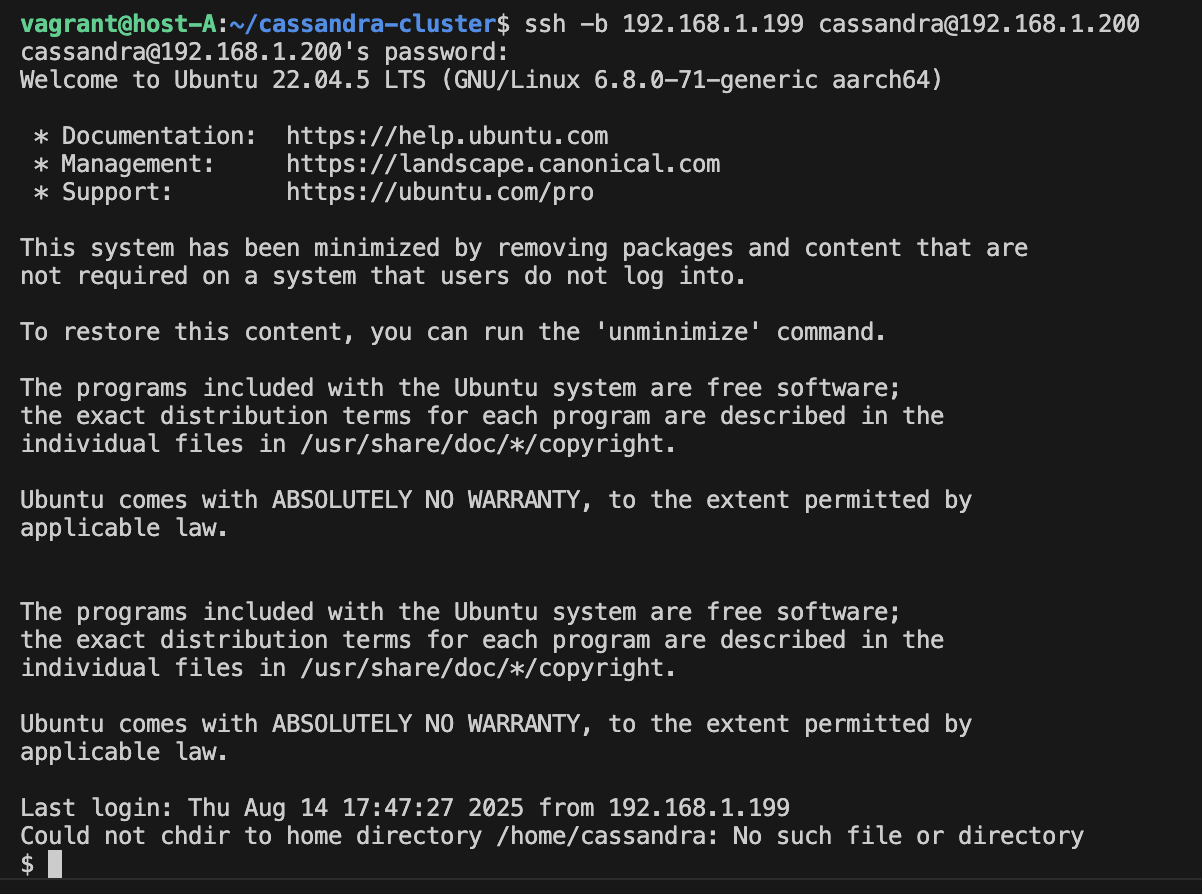 vagrant@host-A:~/cassandra-cluster$ ssh -b 192.168.1.199 cassandra@192.168.1.200
cassandra@192.168.1.200's password:
Welcome to Ubuntu 22.04.5 LTS (GNU/Linux 6.8.0-71-generic aarch64)

 * Documentation:  https://help.ubuntu.com
 * Management:     https://landscape.canonical.com
 * Support:        https://ubuntu.com/pro

This system has been minimized by removing packages and content that are
not required on a system that users do not log into.

To restore this content, you can run the 'unminimize' command.

The programs included with the Ubuntu system are free software;
the exact distribution terms for each program are described in the
individual files in /usr/share/doc/*/copyright.

Ubuntu comes with ABSOLUTELY NO WARRANTY, to the extent permitted by
applicable law.


The programs included with the Ubuntu system are free software;
the exact distribution terms for each program are described in the
individual files in /usr/share/doc/*/copyright.

Ubuntu comes with ABSOLUTELY NO WARRANTY, to the extent permitted by
applicable law.

Last login: Thu Aug 14 17:47:27 2025 from 192.168.1.199
Could not chdir to home directory /home/cassandra: No such file or directory
$